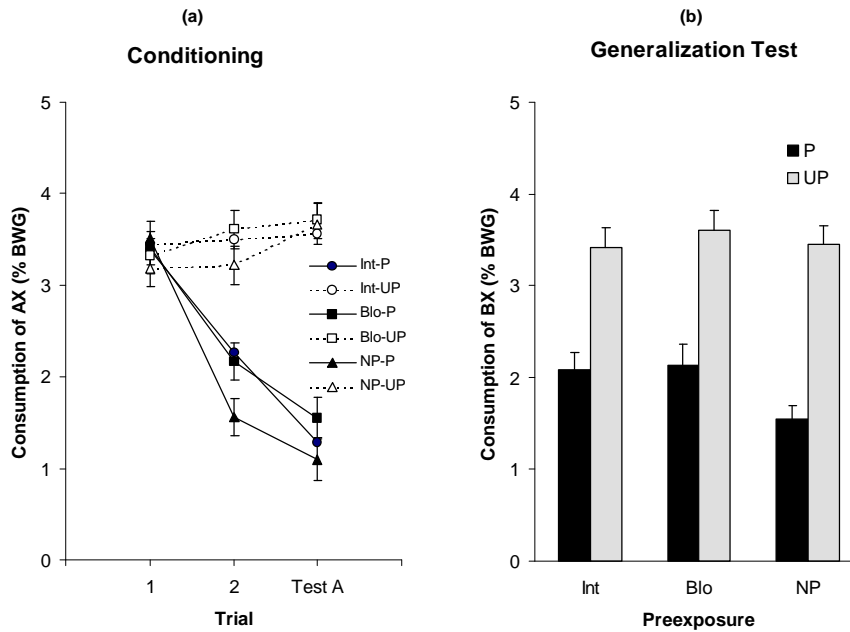 (a)
Conditioning
Consumption of AX (% BWG)
5
4
3
2
1
0
1 2 Test A
Trial
Int-P
Int-UP
Blo-P
Blo-UP
NP-P
NP-UP
(b)
Generalization Test
Consumption of BX (% BWG)
5
4
3
2
1
0
P
UP
Int Blo NP
Preexposure